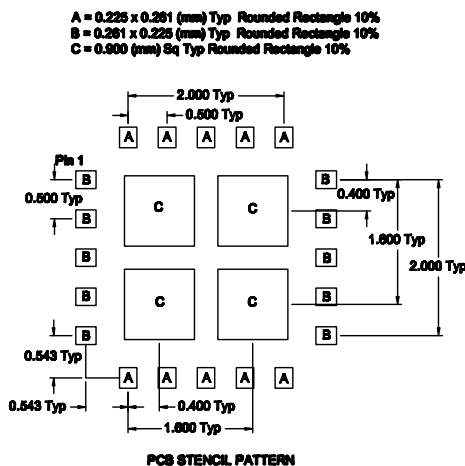 A = 0.225 x 0.261 (mm) Typ Rounded Rectangle 10%
B = 0.261 x 0.225 (mm) Typ Rounded Rectangle 10%
C = 0.900 (mm) Sq Typ Rounded Rectangle 10%
2.000 Typ
0.500 Typ
A A A A A
Pin 1
B B
C C
0.500 Typ
0.400 Typ
B B
1.600 Typ
B B
2.000 Typ
C C
B B
B B
0.543 Typ
A A A A A
0.543 Typ
0.400 Typ
1.600 Typ
PCB STENCIL PATTERN